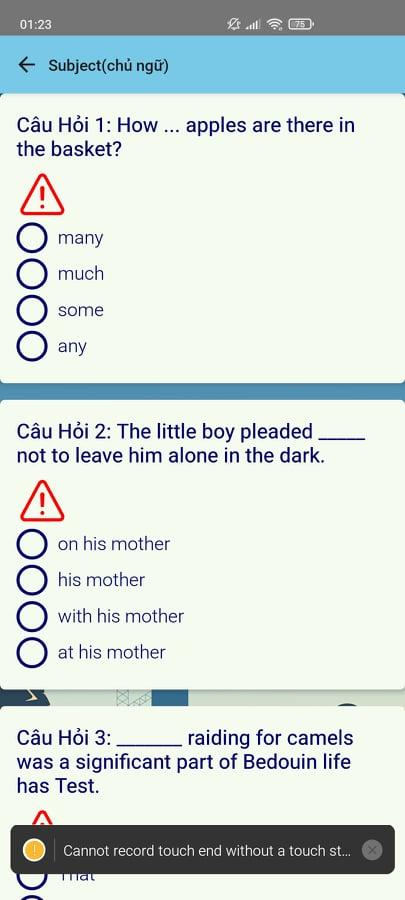 01:23
75
Subject(chủ ngữ)
Câu Hỏi 1: How ... apples are there in
the basket?
many
much
some
any
Câu Hỏi 2: The little boy pleaded _____
not to leave him alone in the dark.
on his mother
his mother
with his mother
at his mother
Câu Hỏi 3: _______ raiding for camels
was a significant part of Bedouin life
has Test.
Cannot record touch end without a touch st...
That